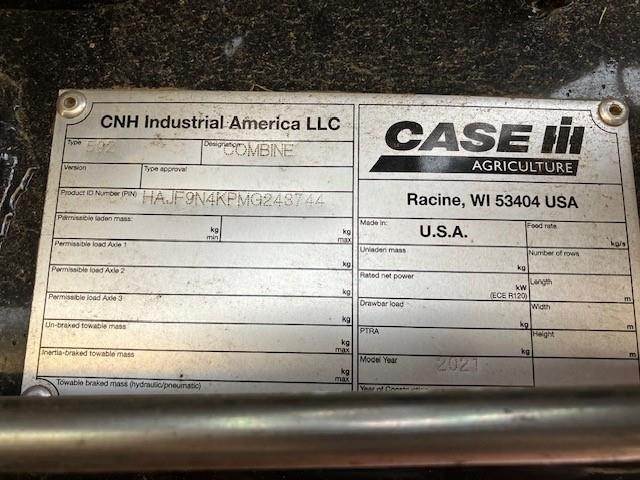 CNH Industrial America LLC
Type 592 Designation COMBINE
Version Type approval
Product ID Number (PIN) HAJF9N4KPMG248744
Permissible laden mass: kg min kg max
Permissible load Axle 1 kg
Permissible load Axle 2 kg
Permissible load Axle 3 kg
Un-braked towable mass kg max
Inertia-braked towable mass kg max
Towable braked mass (hydraulic/pneumatic) kg max
CASE IH
AGRICULTURE
Racine, WI 53404 USA
Made in: U.S.A. Feed rate kg/s
Unladen mass kg Number of rows
Rated net power kW (ECE R120) Length m
Drawbar load Width m
PTRA kg Height m
Model Year 2021
Year of Construction